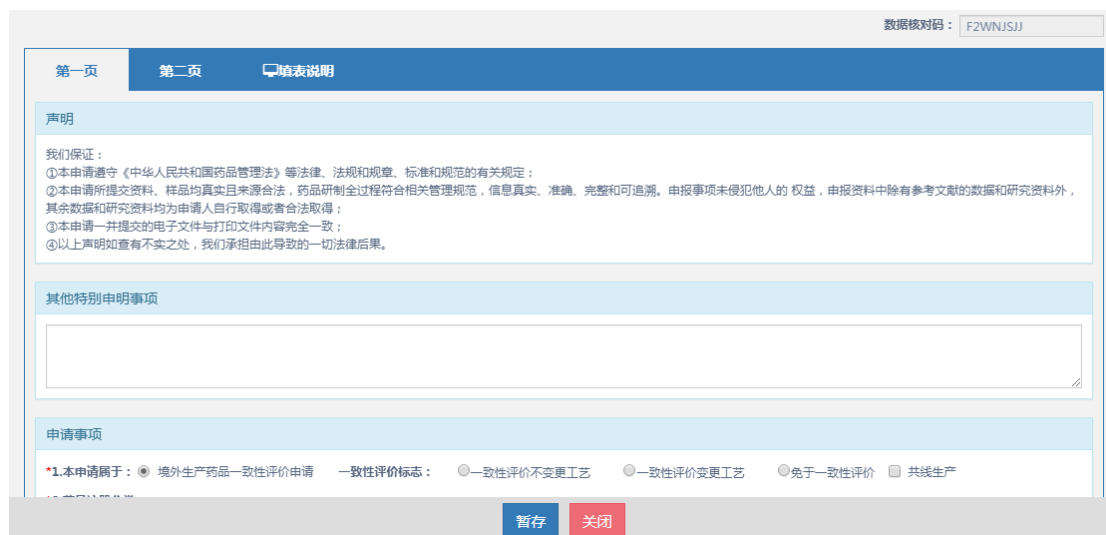 数据核对码： F2WNJSJJ
第一页 第二页 填表说明
声明
我们保证：
①本申请遵守《中华人民共和国药品管理法》等法律、法规和规章、标准和规范的有关规定；
②本申请所提交资料、样品均真实且来源合法，药品研制全过程符合相关管理规范，信息真实、准确、完整和可追溯。申报事项未侵犯他人的 权益，申报资料中除有参考文献的数据和研究资料外，
其余数据和研究资料均为申请人自行取得或者合法取得；
③本申请一并提交的电子文件与打印文件内容完全一致；
④以上声明如查有不实之处，我们承担由此导致的一切法律后果。
其他特别申明事项
申请事项
*1.本申请属于： 境外生产药品一致性评价申请 一致性评价标志： 一致性评价不变更工艺 一致性评价变更工艺 免于一致性评价 共线生产
暂存 关闭